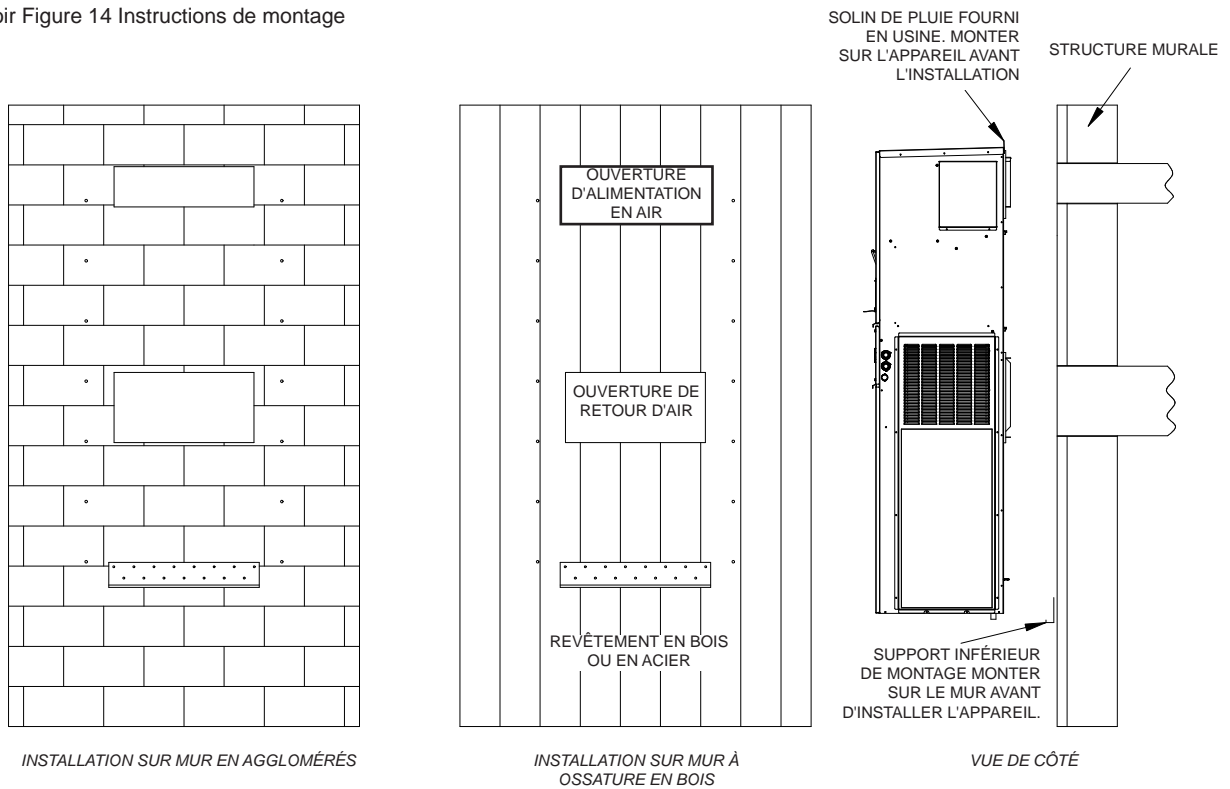 oir Figure 14 Instructions de montage
SOLIN DE PLUIE FOURNI
EN USINE. MONTER
SUR L'APPAREIL AVANT
L'INSTALLATION
STRUCTURE MURALE
OUVERTURE
D'ALIMENTATION
EN AIR
OUVERTURE DE
RETOUR D'AIR
REVÊTEMENT EN BOIS
OU EN ACIER
SUPPORT INFÉRIEUR
DE MONTAGE MONTER
SUR LE MUR AVANT
D'INSTALLER L'APPAREIL.
INSTALLATION SUR MUR EN AGGLOMÉRÉS
INSTALLATION SUR MUR À
OSSATURE EN BOIS
VUE DE CÔTÉ